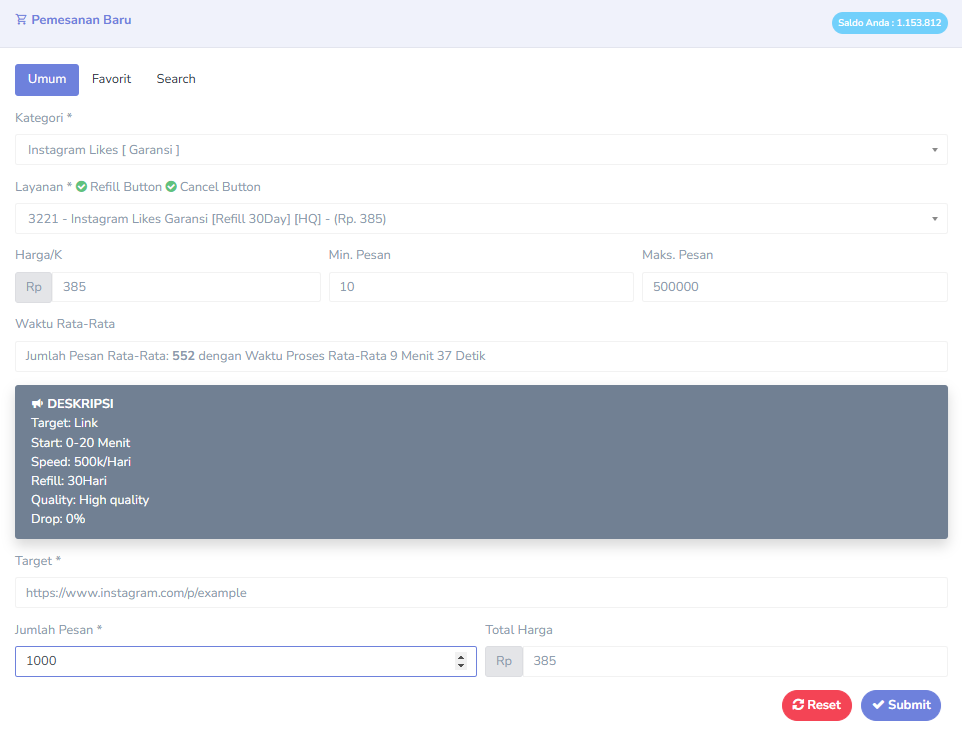 Pemesanan Baru
Saldo Anda : 1.153.812
Umum Favorit Search
Kategori *
Instagram Likes [ Garansi ]
Layanan * Refill Button Cancel Button
3221 - Instagram Likes Garansi [Refill 30Day] [HQ] - (Rp. 385)
Harga/K Min. Pesan Maks. Pesan
Rp 385 10 500000
Waktu Rata-Rata
Jumlah Pesan Rata-Rata: 552 dengan Waktu Proses Rata-Rata 9 Menit 37 Detik
DESKRIPSI
Target: Link
Start: 0-20 Menit
Speed: 500k/Hari
Refill: 30Hari
Quality: High quality
Drop: 0%
Target *
https://www.instagram.com/p/example
Jumlah Pesan * Total Harga
1000 Rp 385
Reset Submit